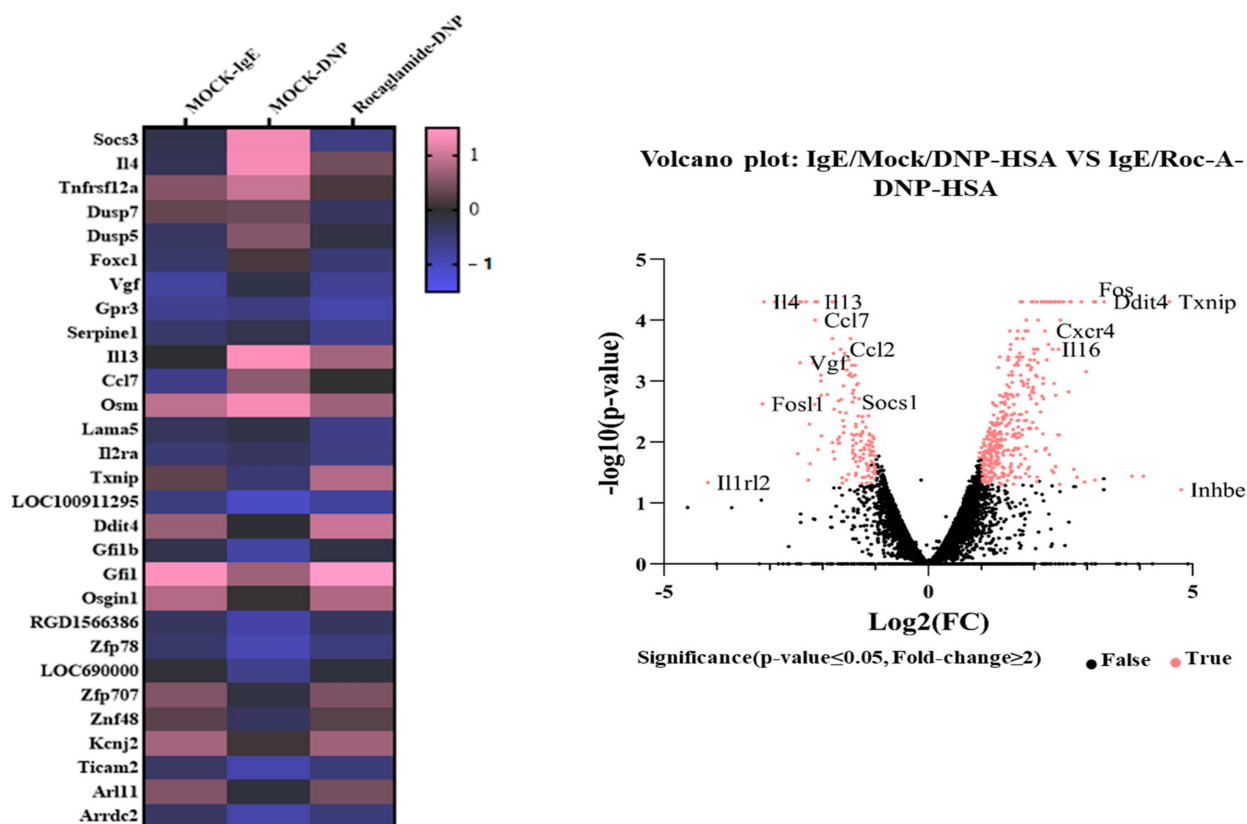 MOCK-IgE
MOCK-DNP
Rocaglamide-DNP
Socs3
Il4
Tnfrsf12a
Dusp7
Dusp5
Foxc1
Vgf
Gpr3
Serpine1
Il13
Ccl7
Osm
Lama5
Il2ra
Txnip
LOC100911295
Ddit4
Gfi1b
Gfi1
Osgin1
RGD1566386
Zfp78
LOC690000
Zfp707
Znf48
Kcnj2
Ticam2
Arl11
Arrdc2
1
0
-1
Volcano plot: IgE/Mock/DNP-HSA VS IgE/Roc-A-
DNP-HSA
-log10(p-value)
5
4
3
2
1
0
Il4
Il13
Ccl7
Ccl2
Vgf
Fosl1
Socs1
Il1rl2
Fos
Ddit4
Txnip
Cxcr4
Il16
Inhbe
-5
0
5
Log2(FC)
Significance(p-value≤0.05, Fold-change≥2)
False
True